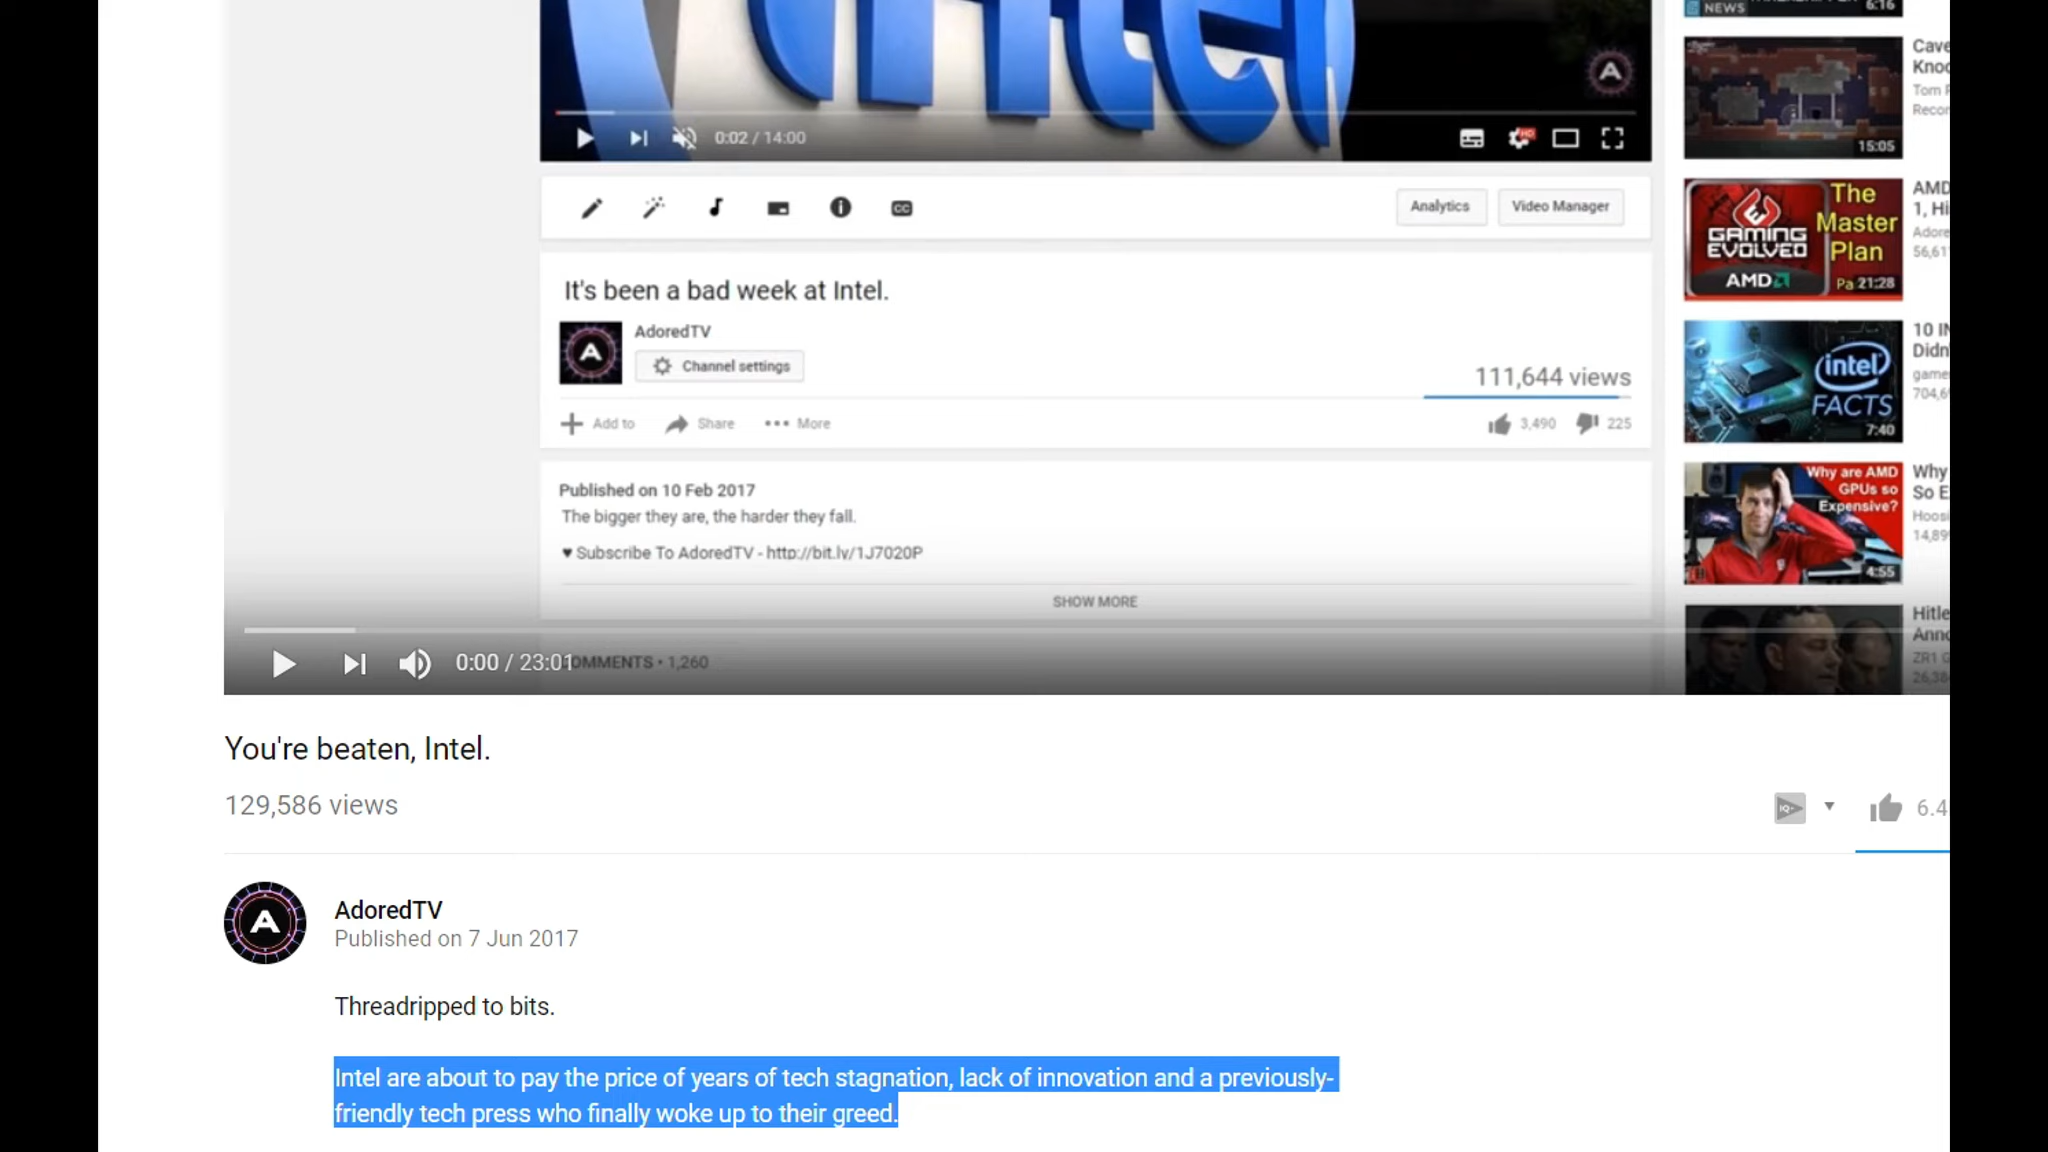 intel
NEWS
6:16
0:02 / 14:00
HD
CC
Analytics
Video Manager
It's been a bad week at Intel.
A
AdoredTV
Channel settings
111,644 views
Add to
Share
More
3,490
225
Published on 10 Feb 2017
The bigger they are, the harder they fall.
♥ Subscribe To AdoredTV - http://bit.ly/1J7020P
SHOW MORE
COMMENTS • 1,260
0:00 / 23:01
Cave
Knoc
Tom F
Recor
15:05
GAMING
EVOLVED
AMD
The
Master
Plan
Pa 21:28
AMD
1, Hi
Adore
56,61
intel
FACTS
7:40
10 IN
Didn'
game
704,6
Why are AMD
GPUs so
Expensive?
4:55
Why
So E
Hoosi
14,89
Hitle
Anno
ZR1 G
26,38
You're beaten, Intel.
129,586 views
IQ
6.4
A
AdoredTV
Published on 7 Jun 2017
Threadripped to bits.
Intel are about to pay the price of years of tech stagnation, lack of innovation and a previously-
friendly tech press who finally woke up to their greed.